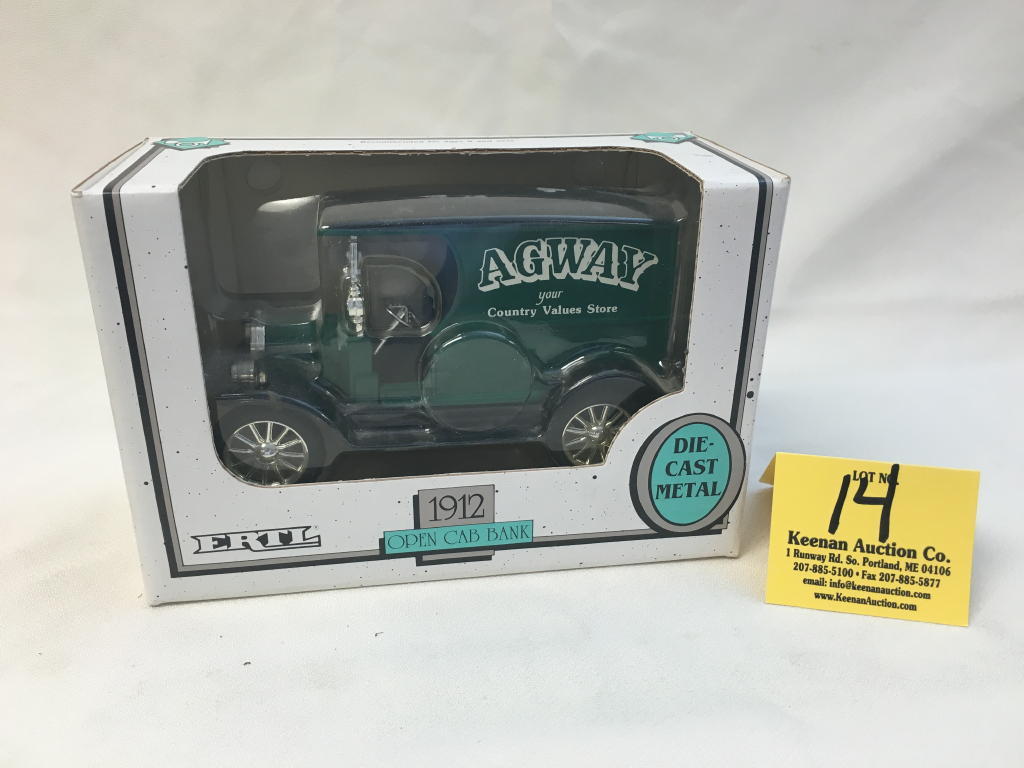 AGWAY
your
Country Values Store
DIE-
CAST
METAL
1912
OPEN CAB BANK
ERTL
LOT NO. 14
Keenan Auction Co.
1 Runway Rd. So. Portland, ME 04106
207-885-5100 • Fax 207-885-5877
email: info@keenanauction.com
www.KeenanAuction.com